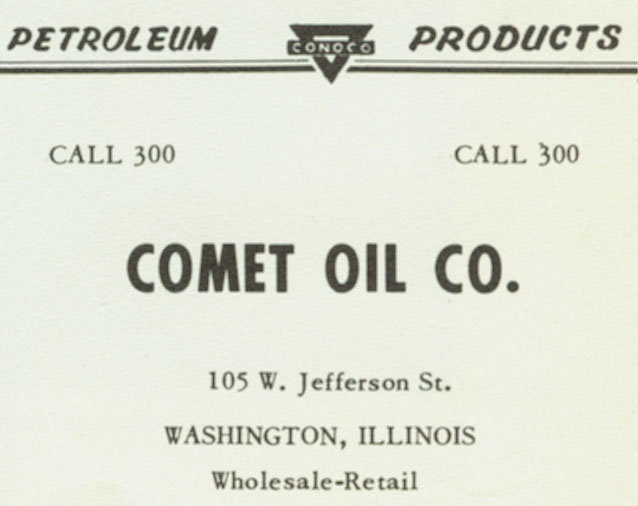 PETROLEUM CONOCO PRODUCTS
CALL 300 CALL 300
COMET OIL CO.
105 W. Jefferson St.
WASHINGTON, ILLINOIS
Wholesale-Retail